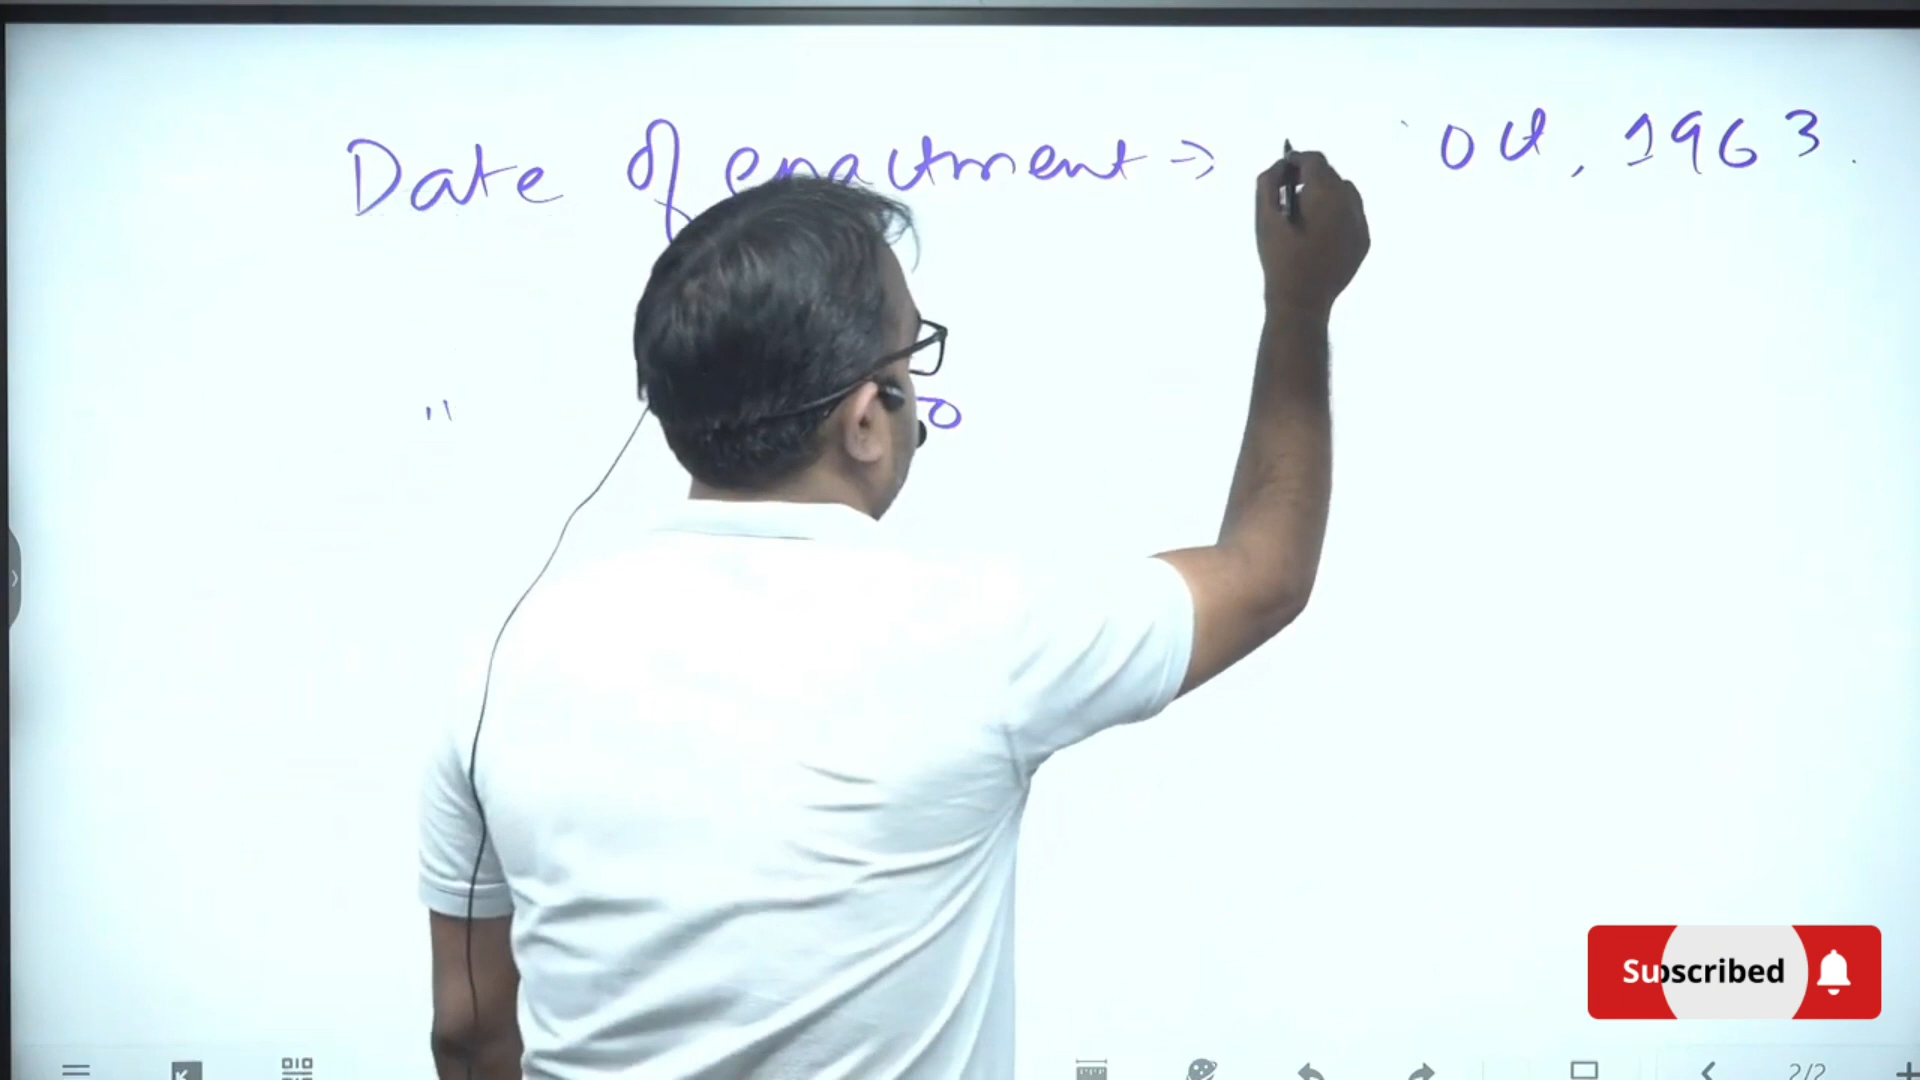 Date of enactment → Oct, 1963.
"
Subscribed
2/2